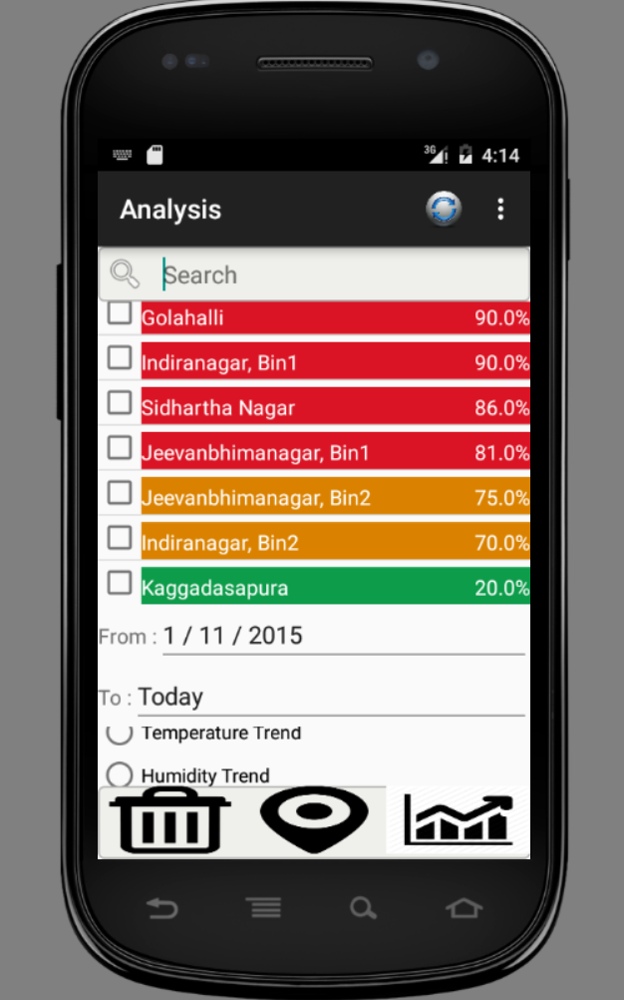 3G 4:14
Analysis
Search
Golahalli 90.0%
Indiranagar, Bin1 90.0%
Sidhartha Nagar 86.0%
Jeevanbhimanagar, Bin1 81.0%
Jeevanbhimanagar, Bin2 75.0%
Indiranagar, Bin2 70.0%
Kaggadasapura 20.0%
From : 1 / 11 / 2015
To : Today
Temperature Trend
Humidity Trend